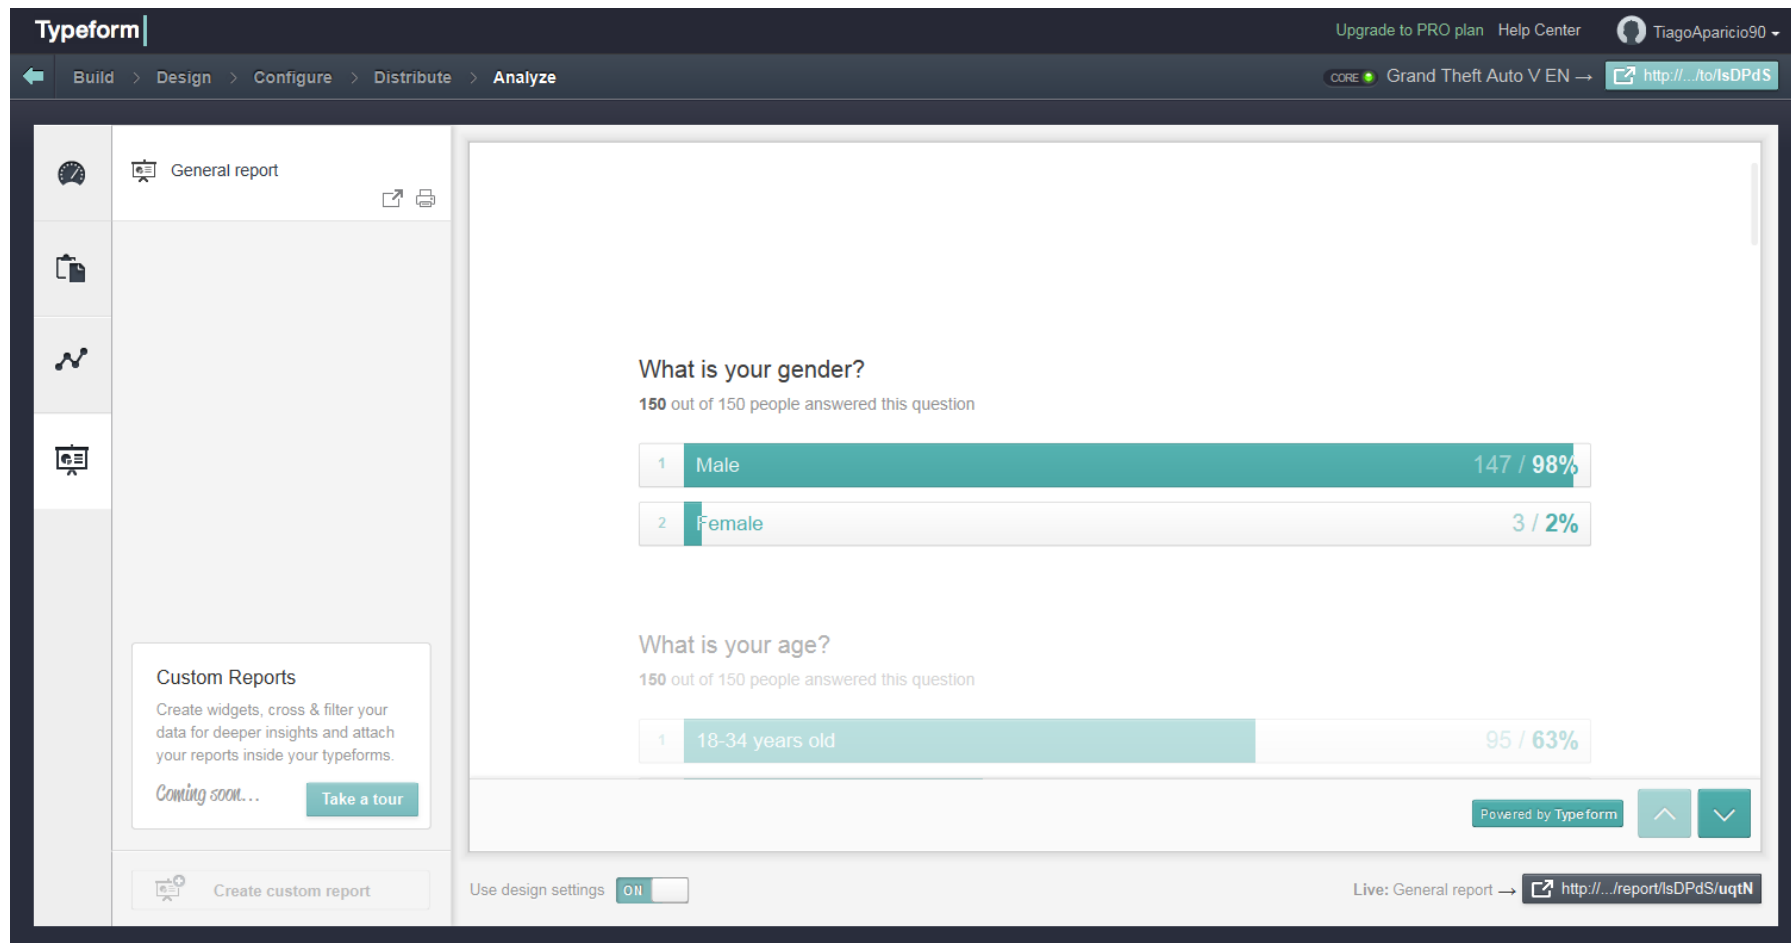 Typeform
Upgrade to PRO plan Help Center TiagoAparicio90
Build > Design > Configure > Distribute > Analyze
CORE Grand Theft Auto V EN → http://.../to/lsDPdS
General report
What is your gender?
150 out of 150 people answered this question
1 Male 147 / 98%
2 Female 3 / 2%
What is your age?
150 out of 150 people answered this question
1 18-34 years old 95 / 63%
Custom Reports
Create widgets, cross & filter your
data for deeper insights and attach
your reports inside your typeforms.
Coming soon... Take a tour
Powered by Typeform
Create custom report
Use design settings ON
Live: General report → http://.../report/lsDPdS/uqtN